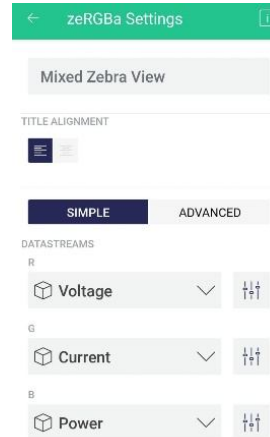 zeRGBa Settings
Mixed Zebra View
TITLE ALIGNMENT
SIMPLE ADVANCED
DATASTREAMS
R
Voltage
G
Current
B
Power